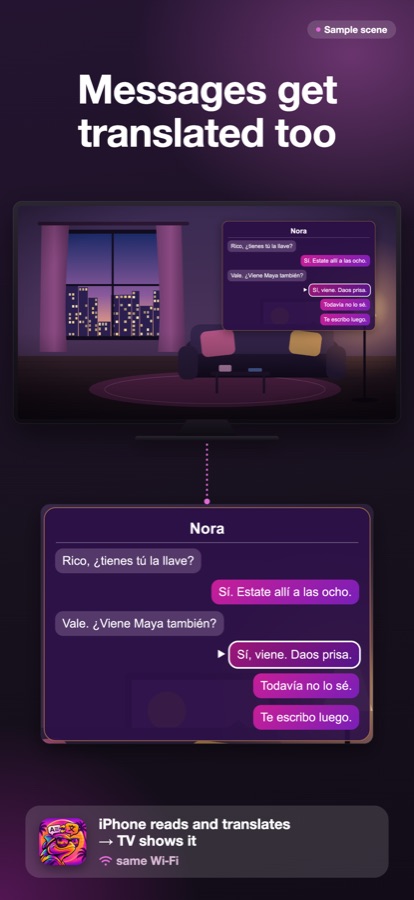 Sample scene
Messages get
translated too
Nora
Rico, ¿tienes tú la llave?
Sí. Estate allí a las ocho.
Vale. ¿Viene Maya también?
Sí, viene. Daos prisa.
Todavía no lo sé.
Te escribo luego.
Nora
Rico, ¿tienes tú la llave?
Sí. Estate allí a las ocho.
Vale. ¿Viene Maya también?
Sí, viene. Daos prisa.
Todavía no lo sé.
Te escribo luego.
iPhone reads and translates
→ TV shows it
same Wi-Fi